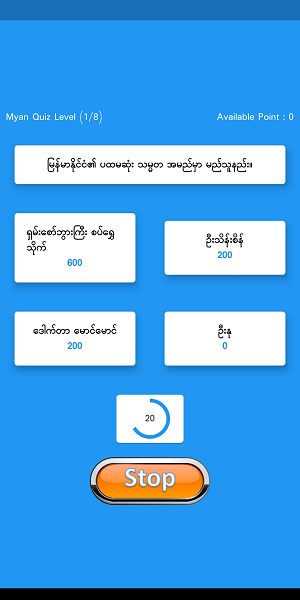 Myan Quiz Level (1/8)
Available Point : 0
မြန်မာနိုင်ငံ၏ ပထမဆုံး သမ္မတ အမည်မှာ မည်သူနည်း။
ရှမ်းစော်ဘွားကြီး စပ်ရွှေ
သိုက်
600
ဦးသိန်းစိန်
200
ဒေါက်တာ မောင်မောင်
200
ဦးနု
0
20
Stop